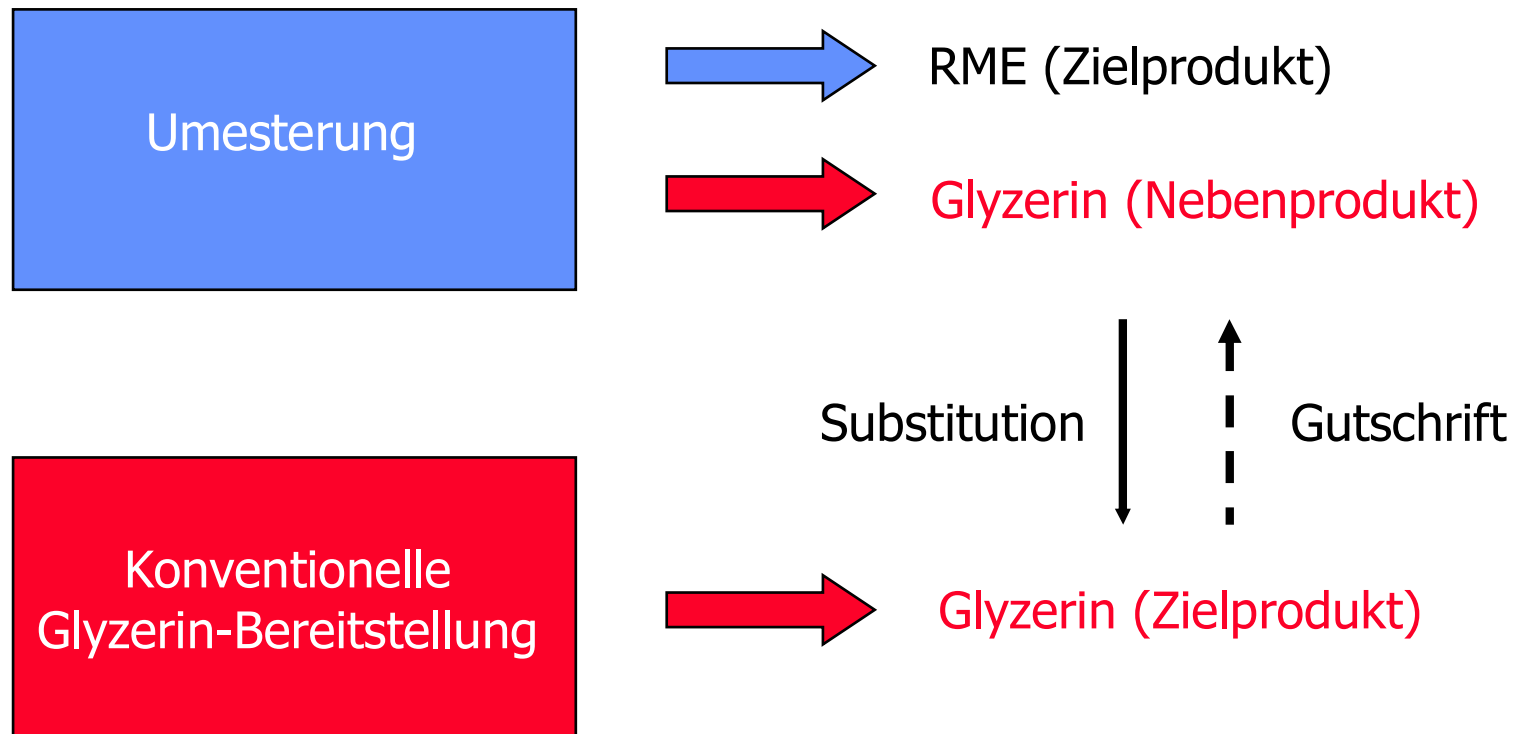 Umesterung
RME (Zielprodukt)
Glyzerin (Nebenprodukt)
Substitution
Gutschrift
Konventionelle
Glyzerin-Bereitstellung
Glyzerin (Zielprodukt)